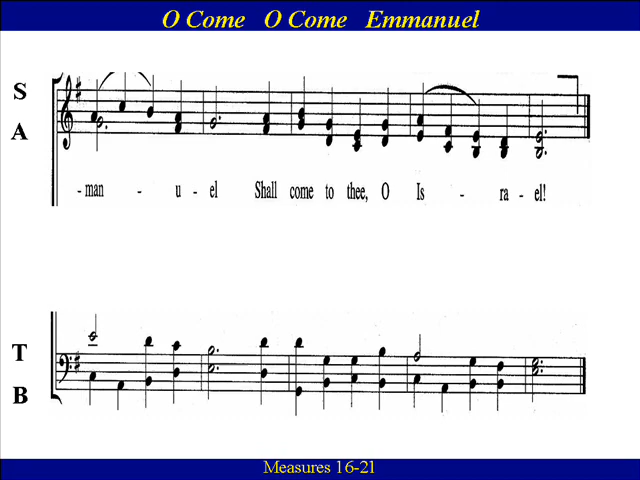 O Come O Come Emmanuel
S
A
-man - u - el Shall come to thee, O Is - ra - el!
T
B
Measures 16-21